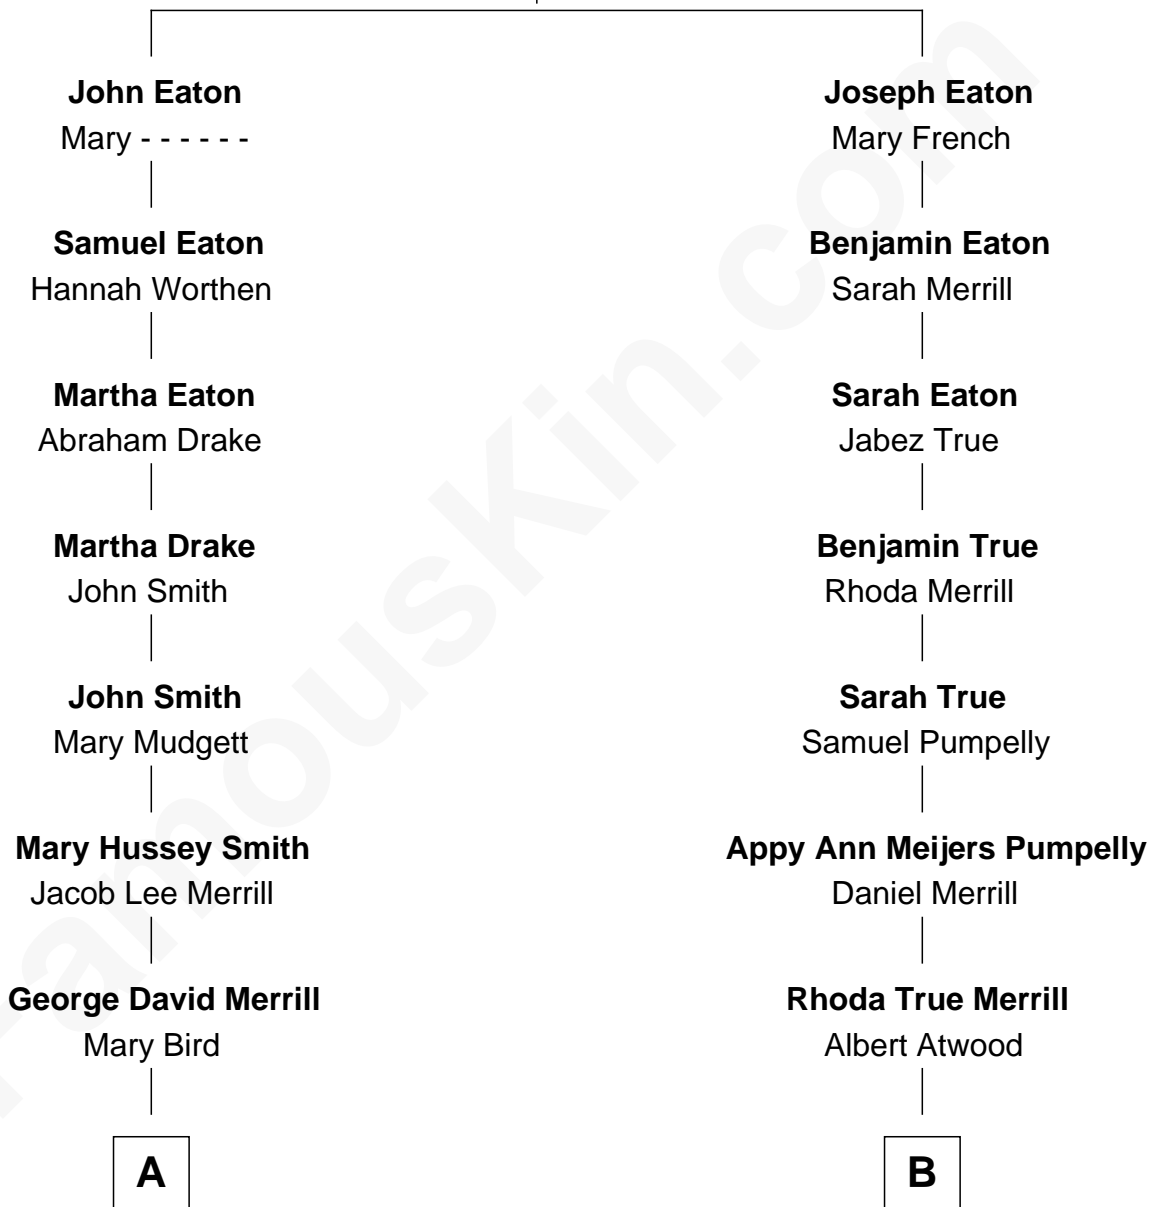 John Eaton
Mary - - - - - -
Samuel Eaton
Hannah Worthen
Martha Eaton
Abraham Drake
Martha Drake
John Smith
John Smith
Mary Mudgett
Mary Hussey Smith
Jacob Lee Merrill
George David Merrill
Mary Bird
A
Joseph Eaton
Mary French
Benjamin Eaton
Sarah Merrill
Sarah Eaton
Jabez True
Benjamin True
Rhoda Merrill
Sarah True
Samuel Pumpelly
Appy Ann Meijers Pumpelly
Daniel Merrill
Rhoda True Merrill
Albert Atwood
B
FamousKin.com